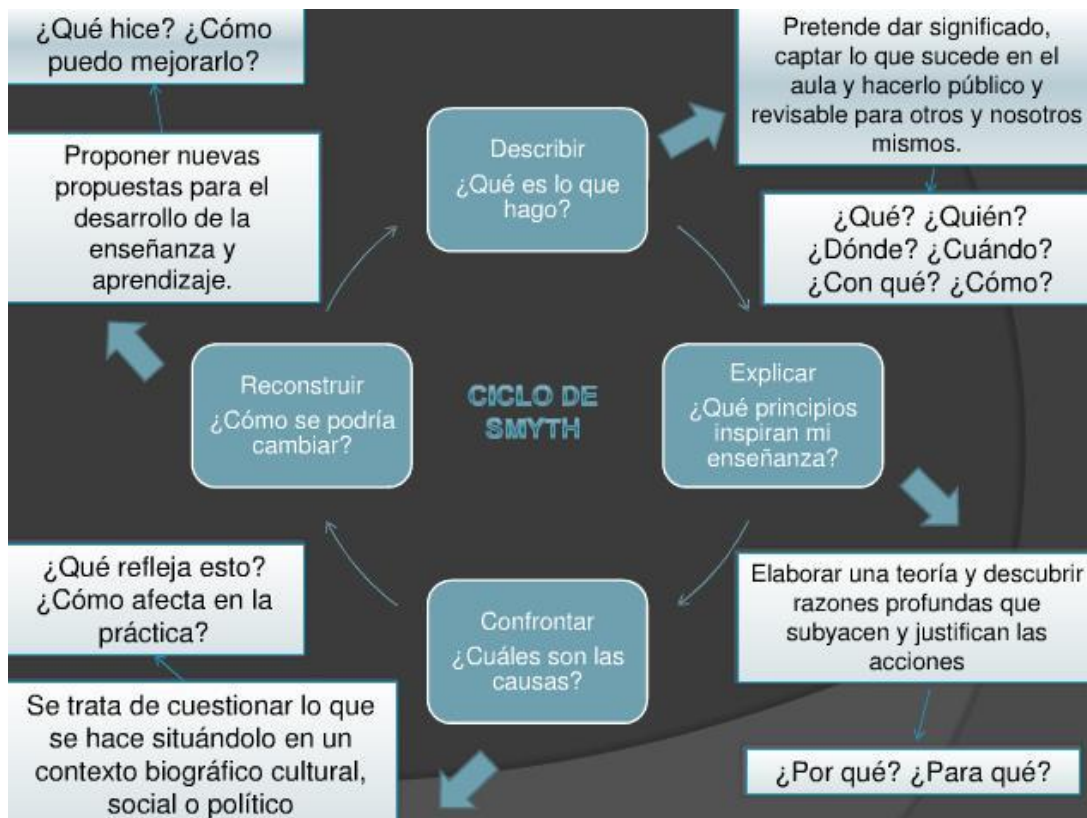 ¿Qué hice? ¿Cómo
puedo mejorarlo?
Proponer nuevas
propuestas para el
desarrollo de la
enseñanza y
aprendizaje.
Describir
¿Qué es lo que
hago?
Pretende dar significado,
captar lo que sucede en el
aula y hacerlo público y
revisable para otros y nosotros
mismos.
¿Qué? ¿Quién?
¿Dónde? ¿Cuándo?
¿Con qué? ¿Cómo?
Reconstruir
¿Cómo se podría
cambiar?
CICLO DE
SMYTH
Explicar
¿Qué principios
inspiran mi
enseñanza?
¿Qué refleja esto?
¿Cómo afecta en la
práctica?
Se trata de cuestionar lo que
se hace situándolo en un
contexto biográfico cultural,
social o político
Confrontar
¿Cuáles son las
causas?
Elaborar una teoría y descubrir
razones profundas que
subyacen y justifican las
acciones
¿Por qué? ¿Para qué?